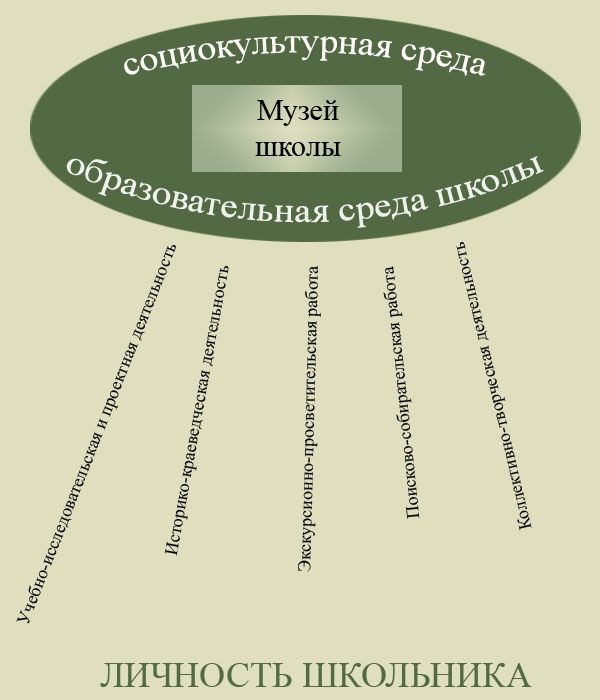 социокультурная среда
Музей
школы
образовательная среда школы
Учебно-исследовательская и проектная деятельность
Историко-краеведческая деятельность
Экскурсионно-просветительская работа
Поисково-собирательская работа
Коллективно-творческая деятельность
ЛИЧНОСТЬ ШКОЛЬНИКА